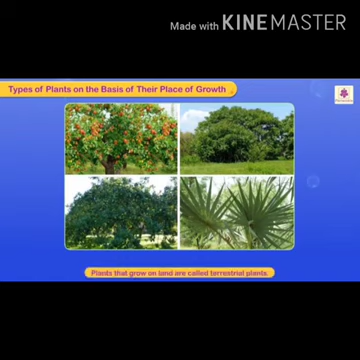 Made with KINEMASTER
Types of Plants on the Basis of Their Place of Growth
Plants that grow on land are called terrestrial plants.